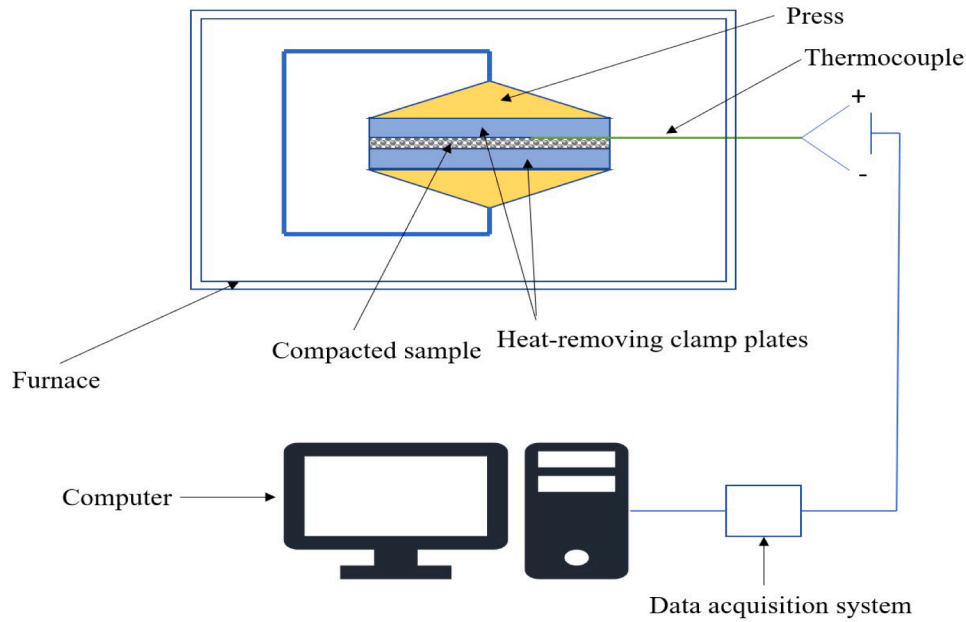 Press
Thermocouple
+
-
Compacted sample
Heat-removing clamp plates
Furnace
Computer
Data acquisition system